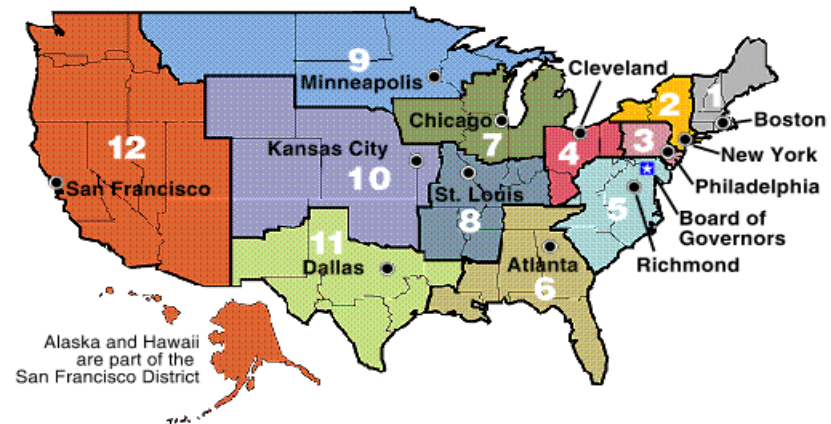 9
Minneapolis
Cleveland
Chicago
7
2
1
Boston
12
Kansas City
4
3
New York
10
San Francisco
St. Louis
Philadelphia
5
8
Board of
Governors
11
Dallas
Atlanta
6
Richmond
Alaska and Hawaii
are part of the
San Francisco District